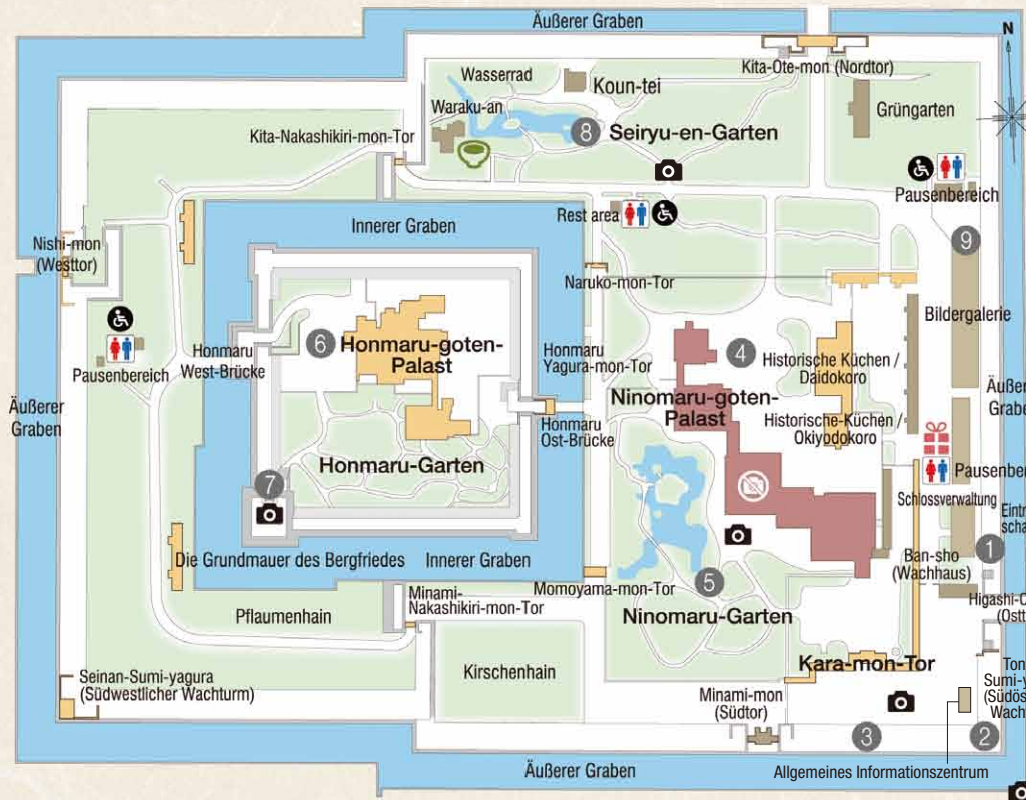 Äußerer Graben
N
Kita-Ote-mon (Nordtor)
Wasserrad
Koun-tei
Waraku-an
Grüngarten
Kita-Nakashikiri-mon-Tor
8
Seiryu-en-Garten
Pausenbereich
Rest area
Innerer Graben
9
Nishi-mon
(Westtor)
Naruko-mon-Tor
Bildergalerie
Pausenbereich
Honmaru
West-Brücke
6
Honmaru-goten-
Palast
Honmaru
Yagura-mon-Tor
4
Historische Küchen /
Daidokoro
Ninomaru-goten-
Palast
Äußerer
Graben
Honmaru
Ost-Brücke
Historische-Küchen /
Okiyodokoro
Honmaru-Garten
7
Schlossverwaltung
1
Die Grundmauer des Bergfriedes
Innerer Graben
Ban-sho
(Wachhaus)
Momoyama-mon-Tor
5
Minami-
Nakashikiri-mon-Tor
Pflaumenhain
Ninomaru-Garten
Kirschenhain
Kara-mon-Tor
Seinan-Sumi-yagura
(Südwestlicher Wachturm)
Minami-mon
(Südtor)
3
2
Äußerer Graben
Allgemeines Informationszentrum